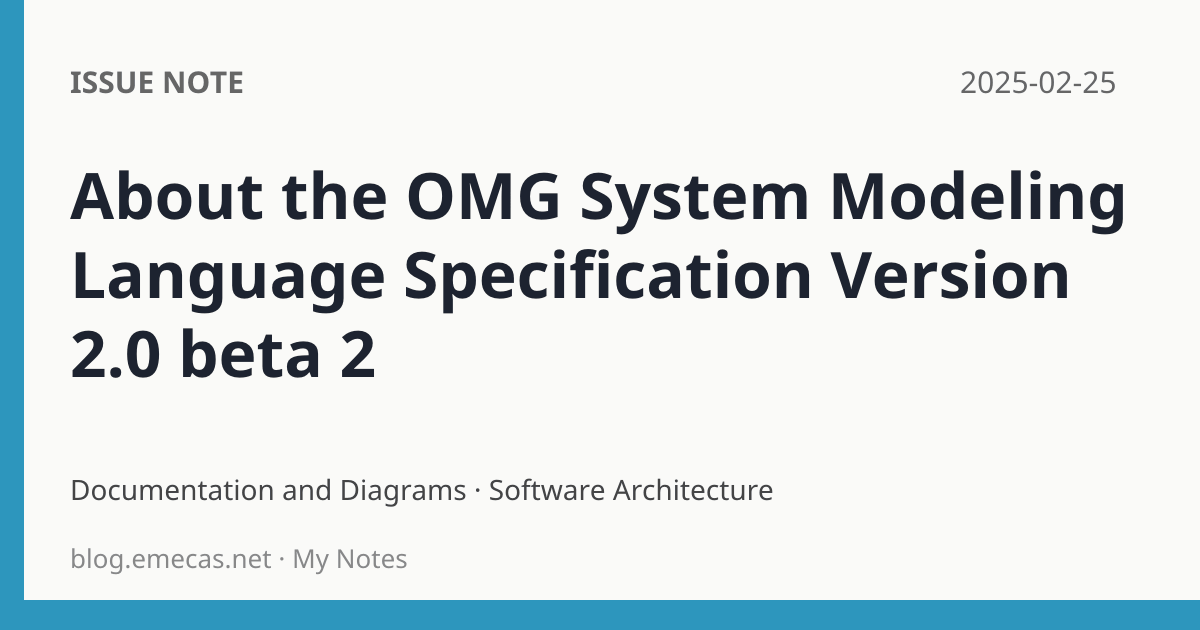 ISSUE NOTE
2025-02-25
About the OMG System Modeling
Language Specification Version
2.0 beta 2
Documentation and Diagrams · Software Architecture
blog.emecas.net · My Notes